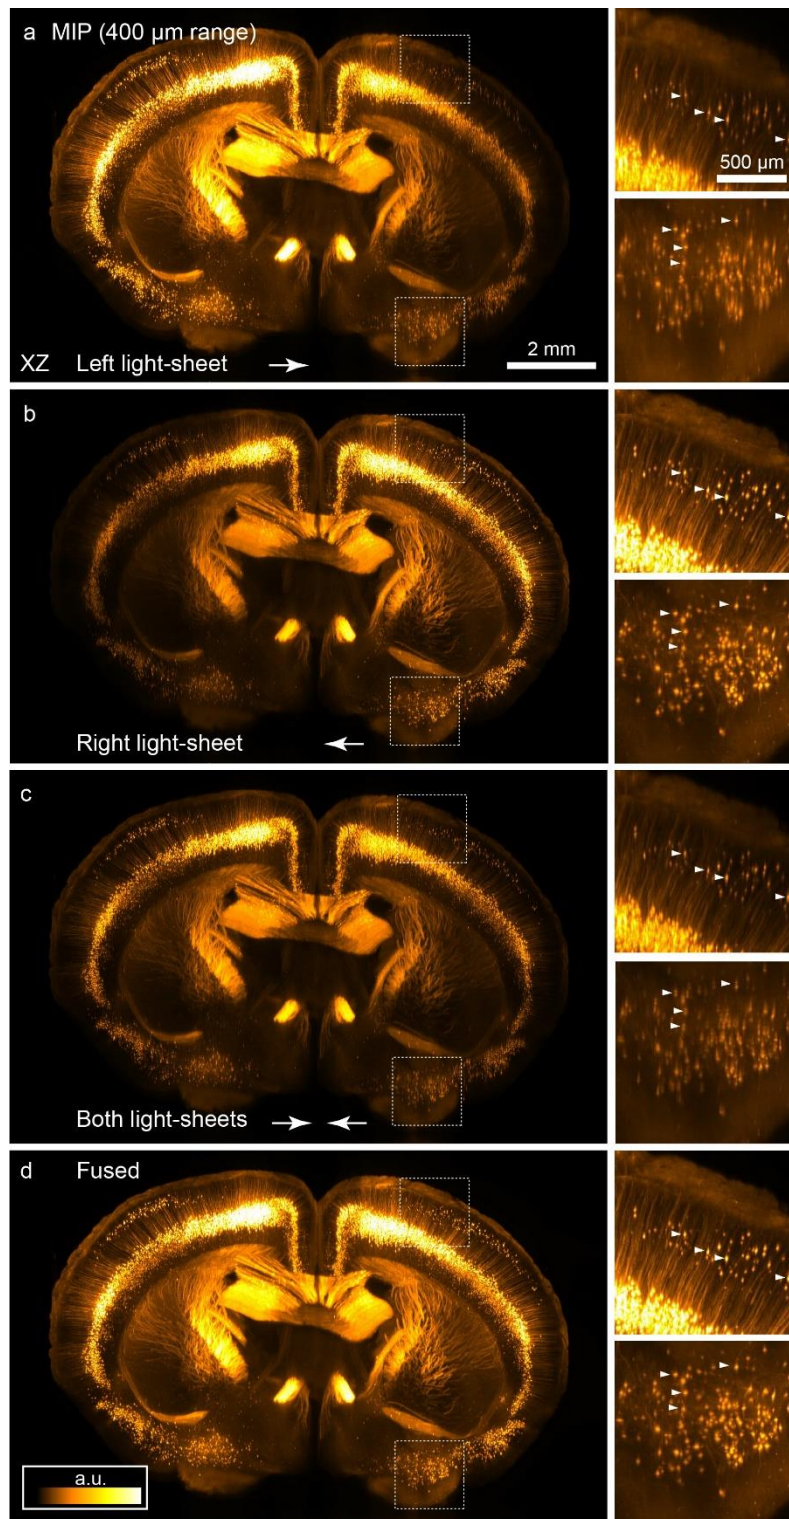 a MIP (400 µm range)
500 µm
XZ Left light-sheet
2 mm
b
Right light-sheet
c
Both light-sheets
d Fused
a.u.